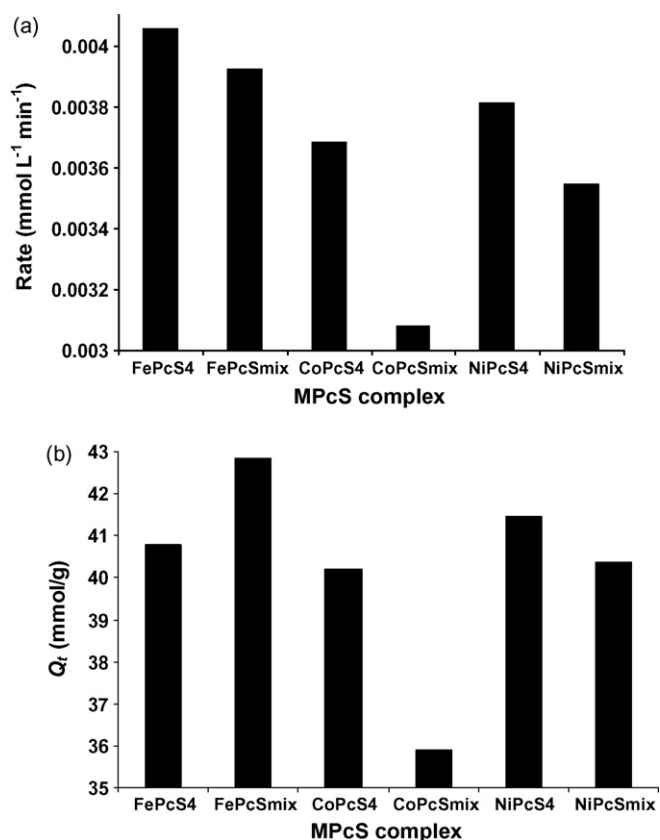 (a)
0.004
0.0038
0.0036
0.0034
0.0032
0.003
Rate (mmol L⁻¹ min⁻¹)
FePcS4 FePcSmix CoPcS4 CoPcSmix NiPcS4 NiPcSmix
MPcS complex
(b)
43
42
41
40
39
38
37
36
35
Qt (mmol/g)
FePcS4 FePcSmix CoPcS4 CoPcSmix NiPcS4 NiPcSmix
MPcS complex